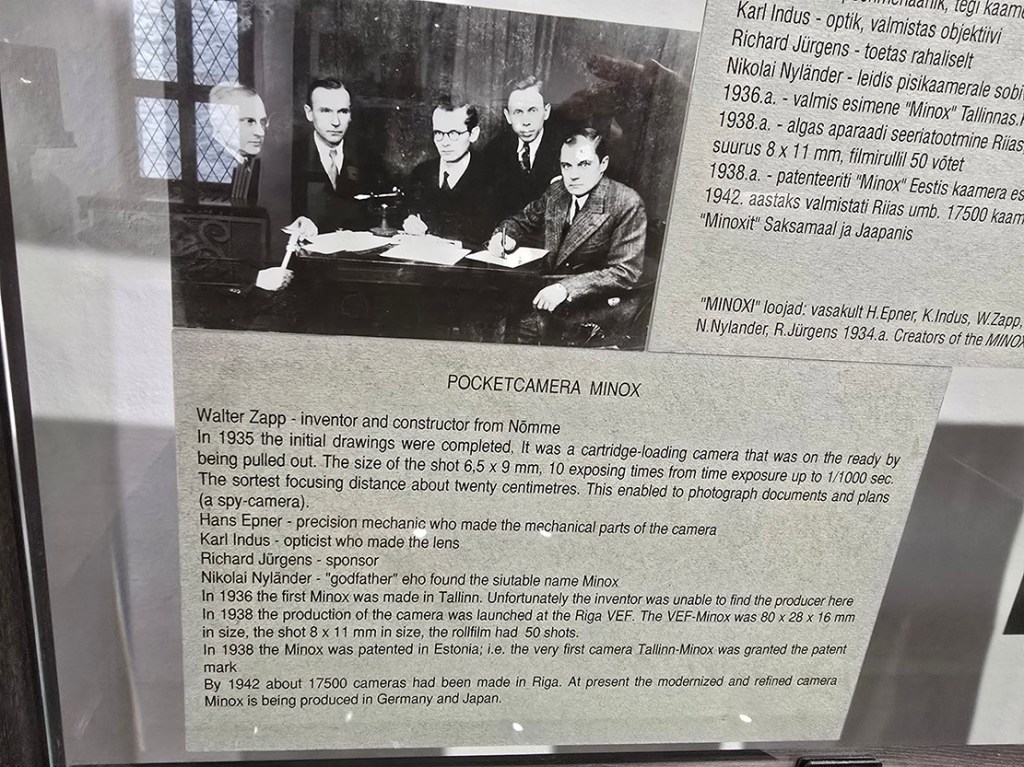 Karl Indus - optik, valmistas objektiivi
Richard Jürgens - toetas rahaliselt
Nikolai Nyländer - leidis pisikaamerale
1936.a. - valmis esimene "Minox" Tallinnas.
1938.a. - algas aparaadi seeriatootmine Riias
suurus 8 x 11 mm, filmirullil 50 võtet
1938.a. - patenteeriti "Minox" Eestis kaamera
1942. aastaks valmistati Riias umb. 17500
"Minoxit" Saksamaal ja Jaapanis
"MINOXI" loojad: vasakult H.Epner, K.Indus, W.Zapp,
N.Nylander, R.Jürgens 1934.a. Creators of the MINOX
POCKETCAMERA MINOX
Walter Zapp - inventor and constructor from Nõmme
In 1935 the initial drawings were completed. It was a cartridge-loading camera that was on the ready by
being pulled out. The size of the shot 6,5 x 9 mm, 10 exposing times from time exposure up to 1/1000 sec.
The sortest focusing distance about twenty centimetres. This enabled to photograph documents and plans
(a spy-camera).
Hans Epner - precision mechanic who made the mechanical parts of the camera
Karl Indus - opticist who made the lens
Richard Jürgens - sponsor
Nikolai Nyländer - "godfather" eho found the siutable name Minox
In 1936 the first Minox was made in Tallinn. Unfortunately the inventor was unable to find the producer here
In 1938 the production of the camera was launched at the Riga VEF. The VEF-Minox was 80 x 28 x 16 mm
in size, the shot 8 x 11 mm in size, the rollfilm had 50 shots.
In 1938 the Minox was patented in Estonia; i.e. the very first camera Tallinn-Minox was granted the patent
mark
By 1942 about 17500 cameras had been made in Riga. At present the modernized and refined camera
Minox is being produced in Germany and Japan.